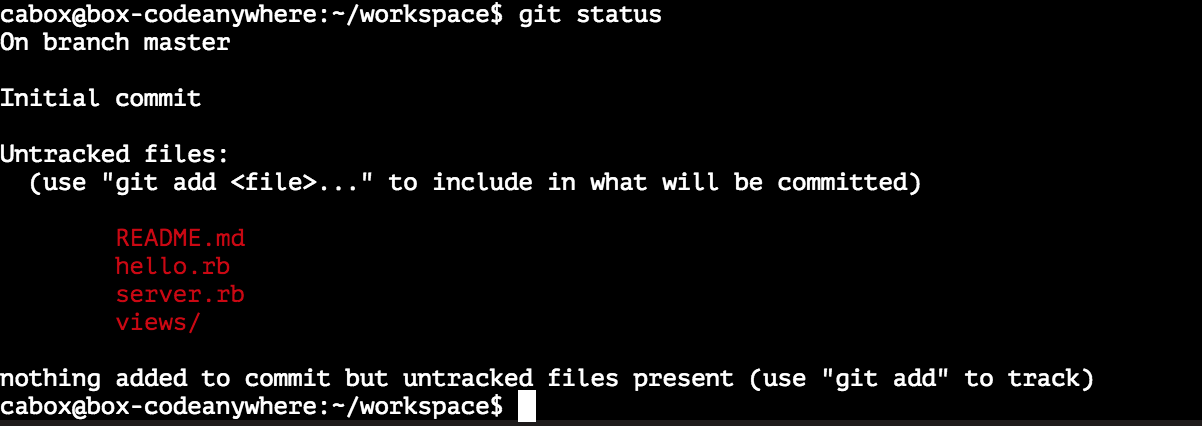 cabox@box-codeanywhere:~/workspace$ git status
On branch master
Initial commit
Untracked files:
(use "git add <file>..." to include in what will be committed)
README.md
hello.rb
server.rb
views/
nothing added to commit but untracked files present (use "git add" to track)
cabox@box-codeanywhere:~/workspace$